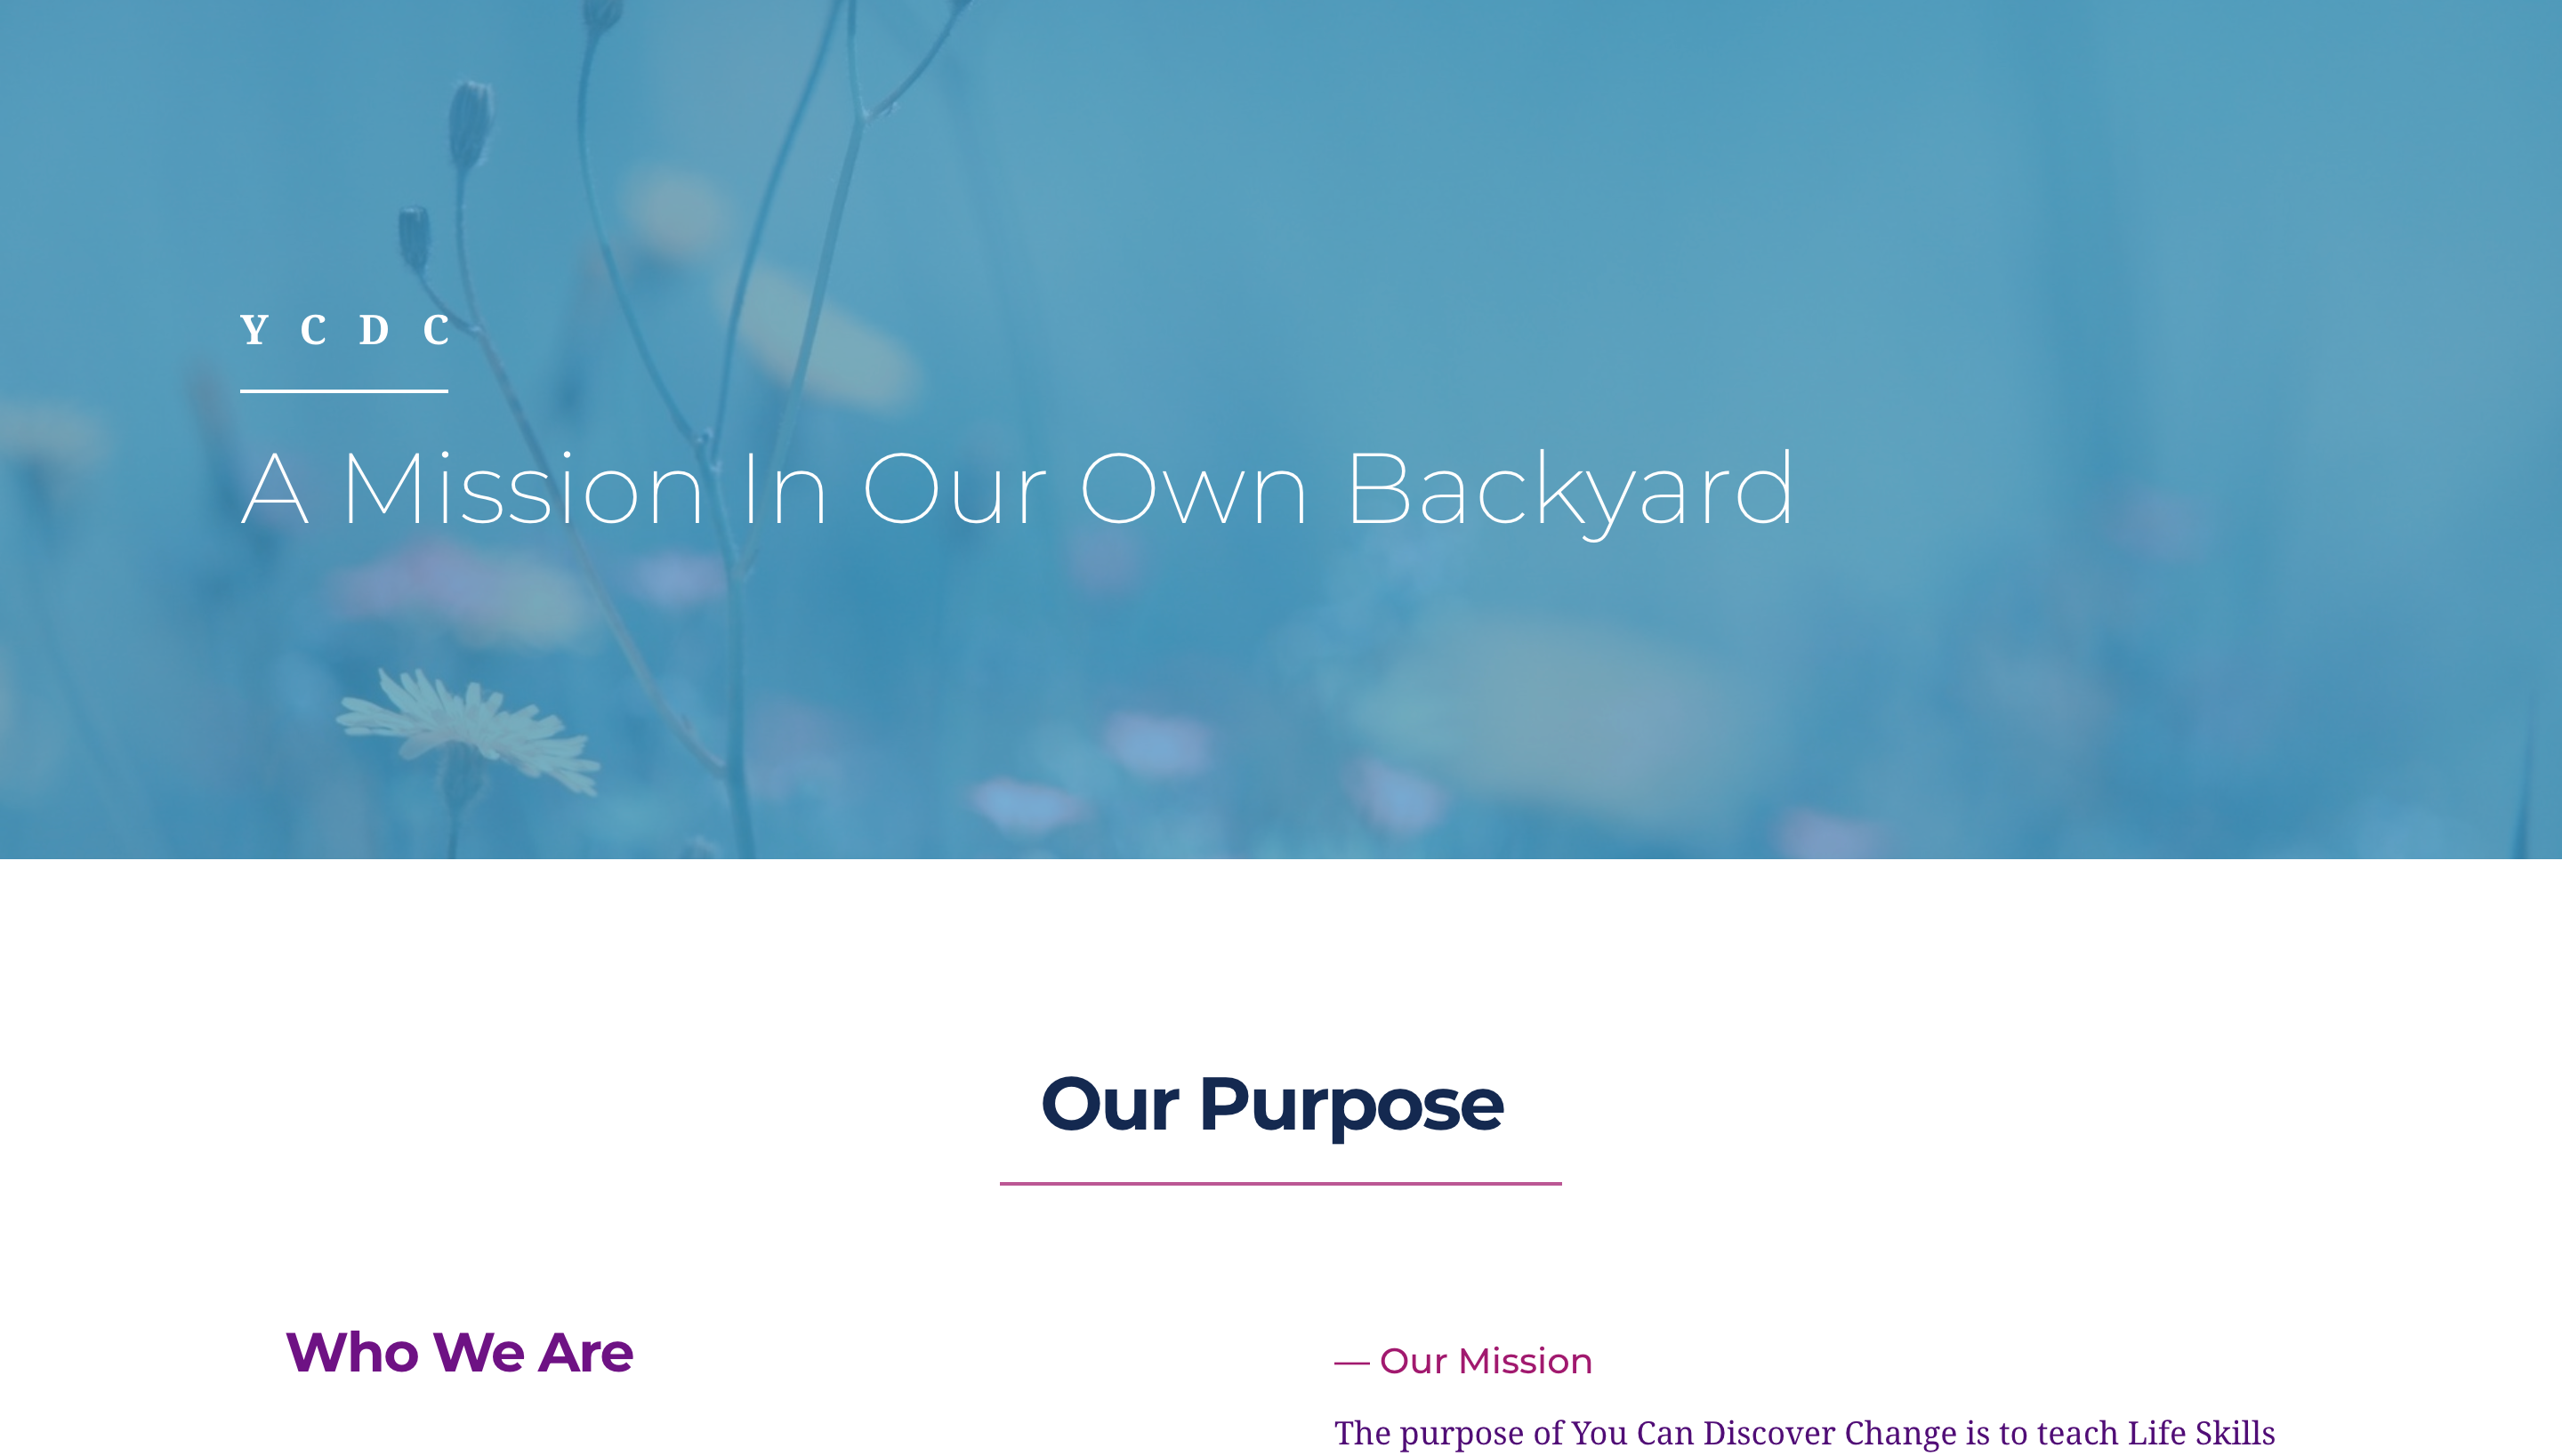 Y C D C
A Mission In Our Own Backyard
Our Purpose
Who We Are
— Our Mission
The purpose of You Can Discover Change is to teach Life Skills